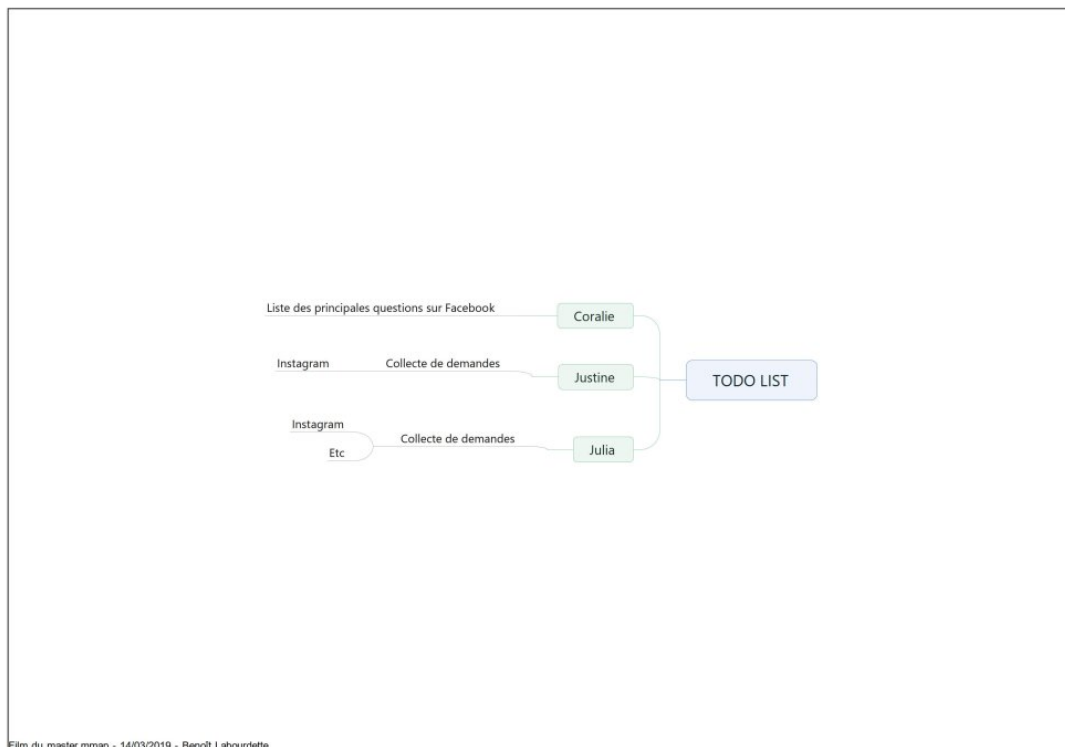 Liste des principales questions sur Facebook
Coralie
Instagram
Collecte de demandes
Justine
TODO LIST
Instagram
Etc
Collecte de demandes
Julia
Film du master.mmap - 14/03/2019 - Benoît Labourdette